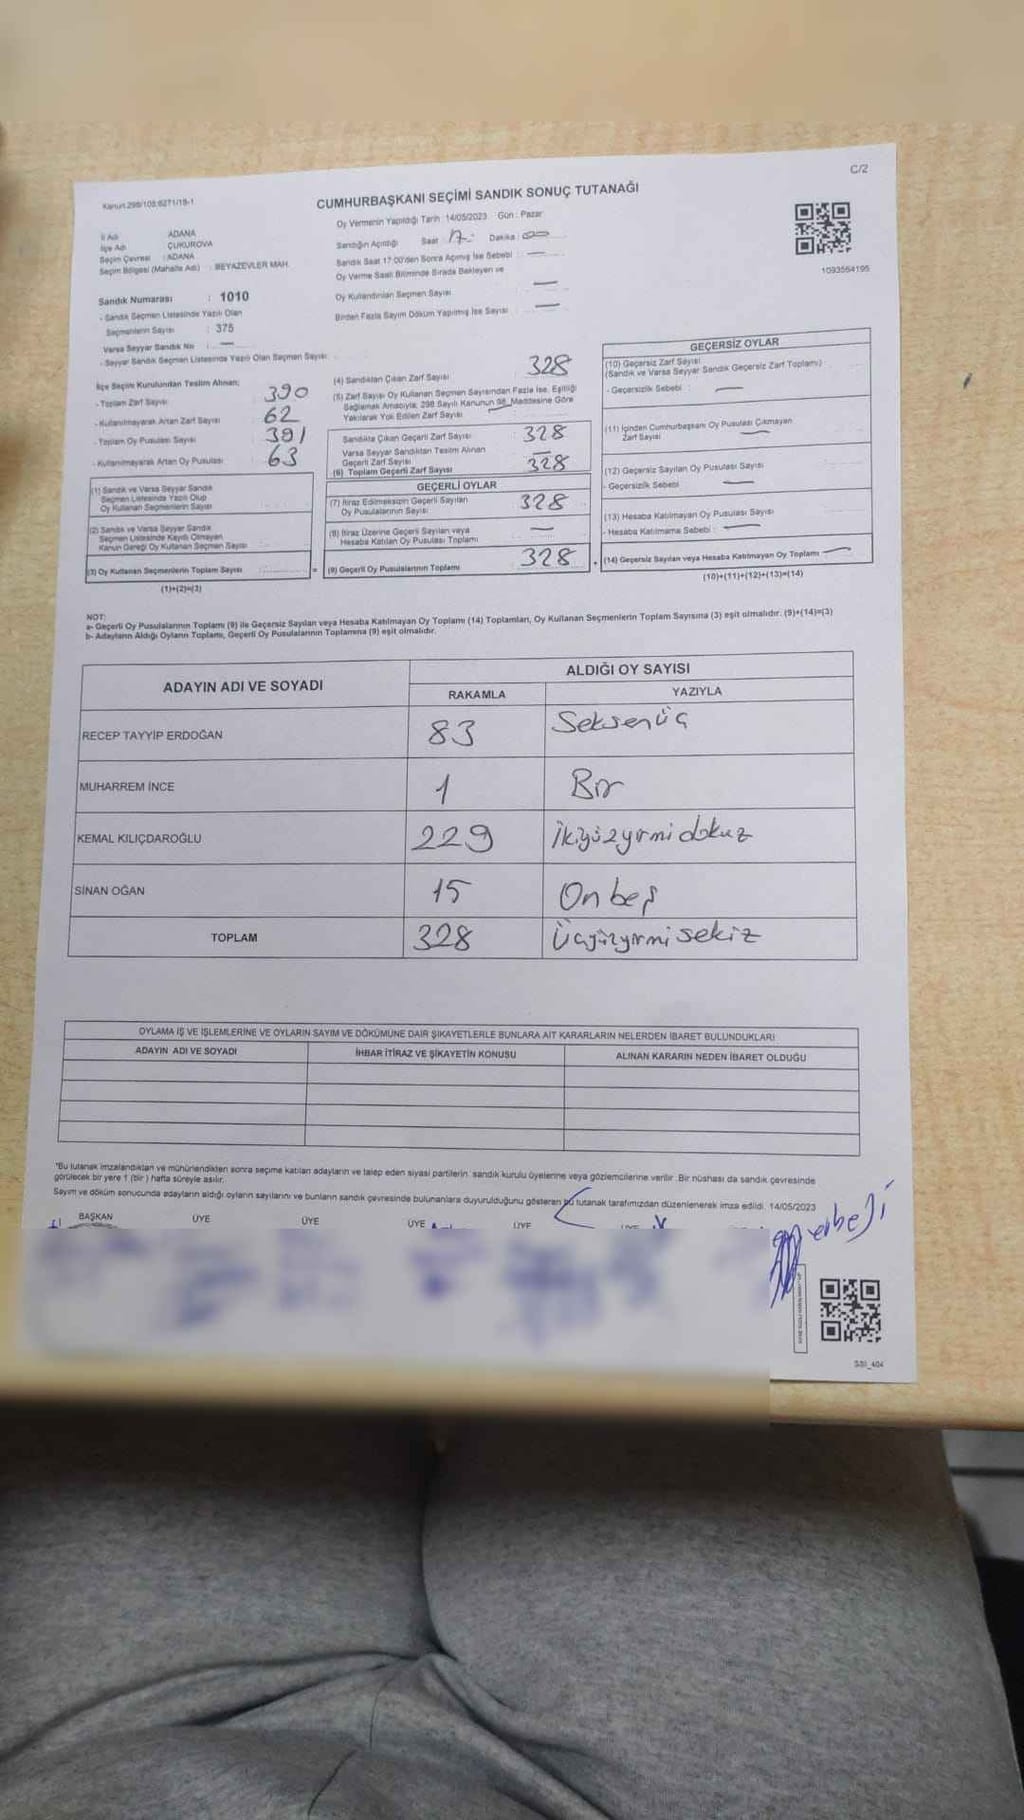 C/2
Kanun:298/105;6271/18-1
CUMHURBAŞKANI SEÇİMİ SANDIK SONUÇ TUTANAĞI
Oy Vermenin Yapıldığı Tarih :14/05/2023 Gün : Pazar
İl Adı : ADANA
İlçe Adı : ÇUKUROVA
Seçim Çevresi : ADANA
Seçim Bölgesi (Mahalle Adı) : BEYAZEVLER MAH.
Sandığın Açıldığı Saat 17 : Dakika : 00
Sandık Saat 17:00'den Sonra Açılmış İse Sebebi : —
Oy Verme Saati Bitiminde Sırada Bekleyen ve
Oy Kullandırılan Seçmen Sayısı —
Birden Fazla Sayım Döküm Yapılmış İse Sayısı —
1093564195
Sandık Numarası : 1010
- Sandık Seçmen Listesinde Yazılı Olan
Seçmenlerin Sayısı : 375
Varsa Seyyar Sandık No : —
- Seyyar Sandık Seçmen Listesinde Yazılı Olan Seçmen Sayısı :
İlçe Seçim Kurulundan Teslim Alınan;
- Toplam Zarf Sayısı 390
- Kullanılmayarak Artan Zarf Sayısı 62
- Toplam Oy Pusulası Sayısı 391
- Kullanılmayarak Artan Oy Pusulası 63
(1) Sandık ve Varsa Seyyar Sandık
Seçmen Listesinde Yazılı Olup
Oy Kullanan Seçmenlerin Sayısı
(2) Sandık ve Varsa Seyyar Sandık
Seçmen Listesinde Kayıtlı Olmayan
Kanun Gereği Oy Kullanan Seçmen Sayısı
(3) Oy Kullanan Seçmenlerin Toplam Sayısı =
(1)+(2)=(3)
(4) Sandıktan Çıkan Zarf Sayısı 328
(5) Zarf Sayısı Oy Kullanan Seçmen Sayısından Fazla İse, Eşitliği
Sağlamak Amacıyla; 298 Sayılı Kanunun 98. Maddesine Göre
Yakılarak Yok Edilen Zarf Sayısı —
Sandıkta Çıkan Geçerli Zarf Sayısı 328
Varsa Seyyar Sandıktan Teslim Alınan
Geçerli Zarf Sayısı —
(6) Toplam Geçerli Zarf Sayısı 328
GEÇERLİ OYLAR
(7) İtiraz Edilmeksizin Geçerli Sayılan
Oy Pusulalarının Sayısı: 328
(8) İtiraz Üzerine Geçerli Sayılan veya
Hesaba Katılan Oy Pusulası Toplamı —
(9) Geçerli Oy Pusulalarının Toplamı 328 +
GEÇERSİZ OYLAR
(10) Geçersiz Zarf Sayısı
(Sandık ve Varsa Seyyar Sandık Geçersiz Zarf Toplamı)
- Geçersizlik Sebebi : —
(11) İçinden Cumhurbaşkanı Oy Pusulası Çıkmayan
Zarf Sayısı —
(12) Geçersiz Sayılan Oy Pusulası Sayısı
- Geçersizlik Sebebi —
(13) Hesaba Katılmayan Oy Pusulası Sayısı
- Hesaba Katılmama Sebebi : —
(14) Geçersiz Sayılan veya Hesaba Katılmayan Oy Toplamı —
(10)+(11)+(12)+(13)=(14)
NOT:
a- Geçerli Oy Pusulalarının Toplamı (9) ile Geçersiz Sayılan veya Hesaba Katılmayan Oy Toplamı (14) Toplamları, Oy Kullanan Seçmenlerin Toplam Sayısına (3) eşit olmalıdır. (9)+(14)=(3)
b- Adayların Aldığı Oyların Toplamı, Geçerli Oy Pusulalarının Toplamına (9) eşit olmalıdır.
ADAYIN ADI VE SOYADI ALDIĞI OY SAYISI
RAKAMLA YAZIYLA
RECEP TAYYİP ERDOĞAN 83 Seksenüç
MUHARREM İNCE 1 Bir
KEMAL KILIÇDAROĞLU 229 İkiyüzyirmidokuz
SİNAN OĞAN 15 Onbeş
TOPLAM 328 Üçyüzyirmisekiz
OYLAMA İŞ VE İŞLEMLERİNE VE OYLARIN SAYIM VE DÖKÜMÜNE DAİR ŞİKAYETLERLE BUNLARA AİT KARARLARIN NELERDEN İBARET BULUNDUKLARI
ADAYIN ADI VE SOYADI İHBAR İTİRAZ VE ŞİKAYETİN KONUSU ALINAN KARARIN NEDEN İBARET OLDUĞU
*Bu tutanak imzalandıktan ve mühürlendikten sonra seçime katılan adayların ve talep eden siyasi partilerin, sandık kurulu üyelerine veya gözlemcilerine verilir. Bir nüshası da sandık çevresinde
görülecek bir yere 1 (bir) hafta süreyle asılır.
Sayım ve döküm sonucunda adayların aldığı oyların sayılarını ve bunların sandık çevresinde bulunanlara duyurulduğunu gösteren bu tutanak tarafımızdan düzenlenerek imza edildi. 14/05/2023
BAŞKAN ÜYE ÜYE ÜYE ÜYE ÜYE
SSI_404